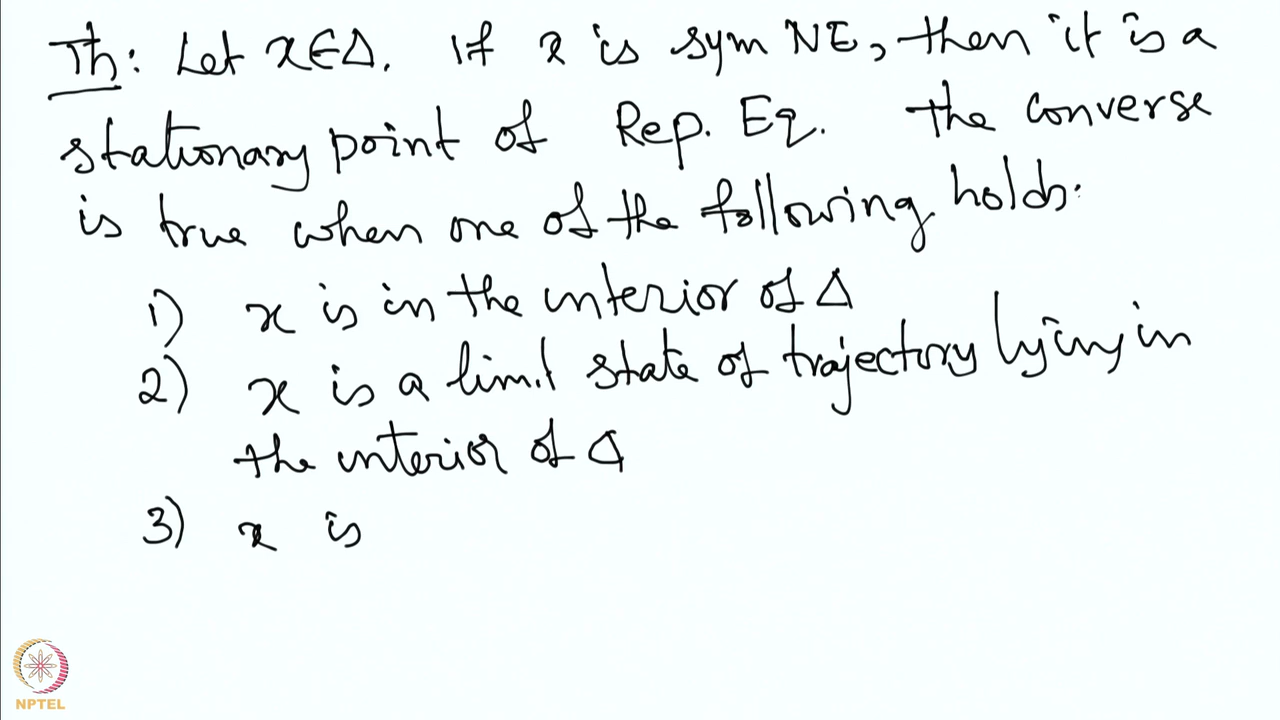 Th: Let x∈Δ. If x is sym NE, then it is a
stationary point of Rep. Eq. the converse
is true when one of the following holds:
1) x is in the interior of Δ
2) x is a limit state of trajectory lying in
the interior of Δ
3) x is
NPTEL